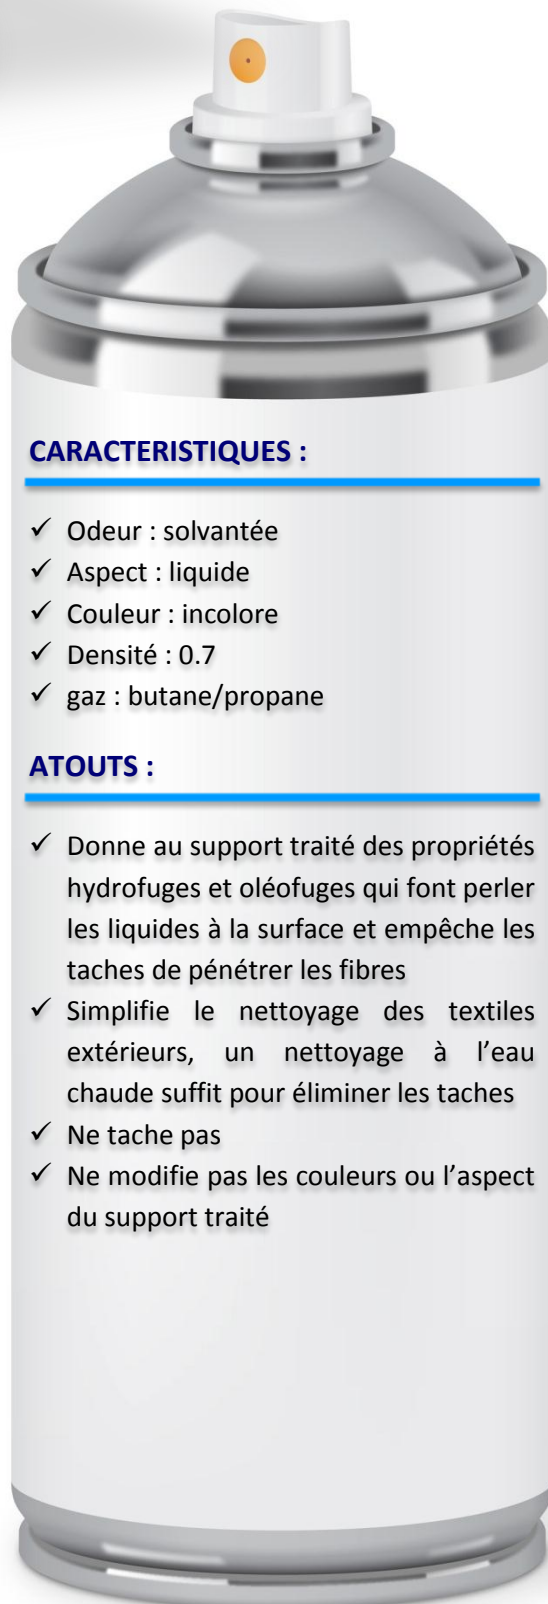 CARACTERISTIQUES :
✓ Odeur : solvantée
✓ Aspect : liquide
✓ Couleur : incolore
✓ Densité : 0.7
✓ gaz : butane/propane
ATOUTS :
✓ Donne au support traité des propriétés
hydrofuges et oléofuges qui font perler
les liquides à la surface et empêche les
taches de pénétrer les fibres
✓ Simplifie le nettoyage des textiles
extérieurs, un nettoyage à l’eau
chaude suffit pour éliminer les taches
✓ Ne tache pas
✓ Ne modifie pas les couleurs ou l’aspect
du support traité